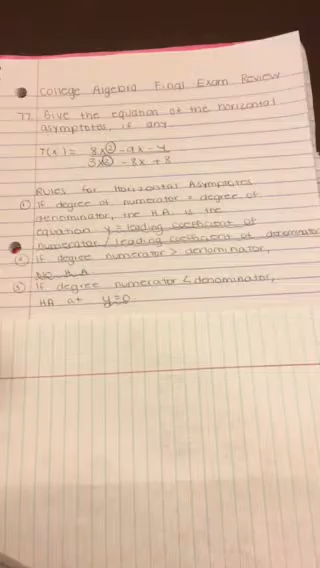 College Algebra Final Exam Review
77. Give the equation of the horizontal
asymptotes, if any
T(x) = 8x² - 9x - 4
3x² - 8x + 8
Rules for Horizontal Asymptotes
① If degree of numerator = degree of
denominator, the H.A. is the
equation y = leading coefficient of
numerator / leading coefficient of denominator
② If degree numerator > denominator,
NO H.A
③ If degree numerator < denominator,
HA at y=0